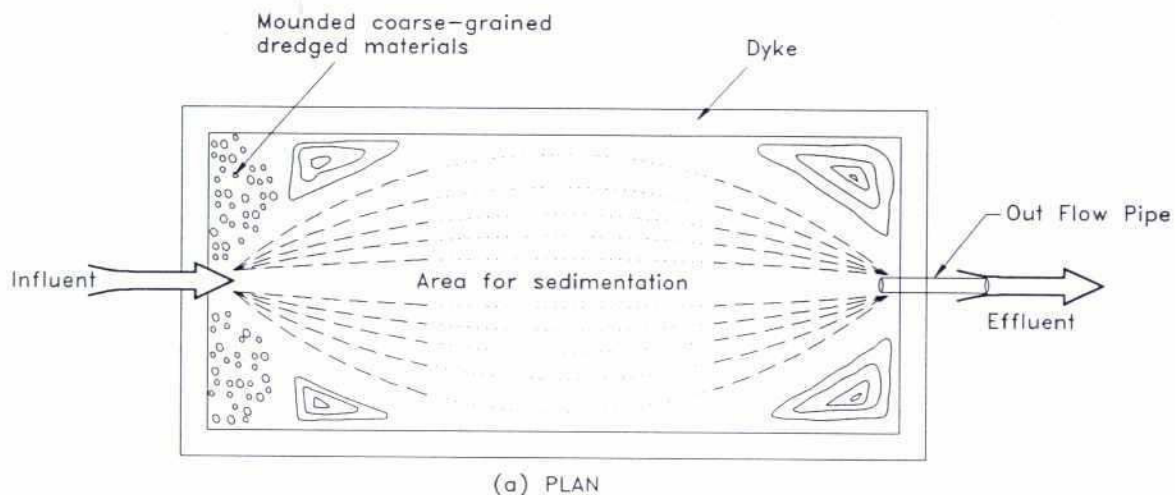 Mounded coarse-grained
dredged materials
Dyke
Out Flow Pipe
Influent
Area for sedimentation
Effluent
(a) PLAN